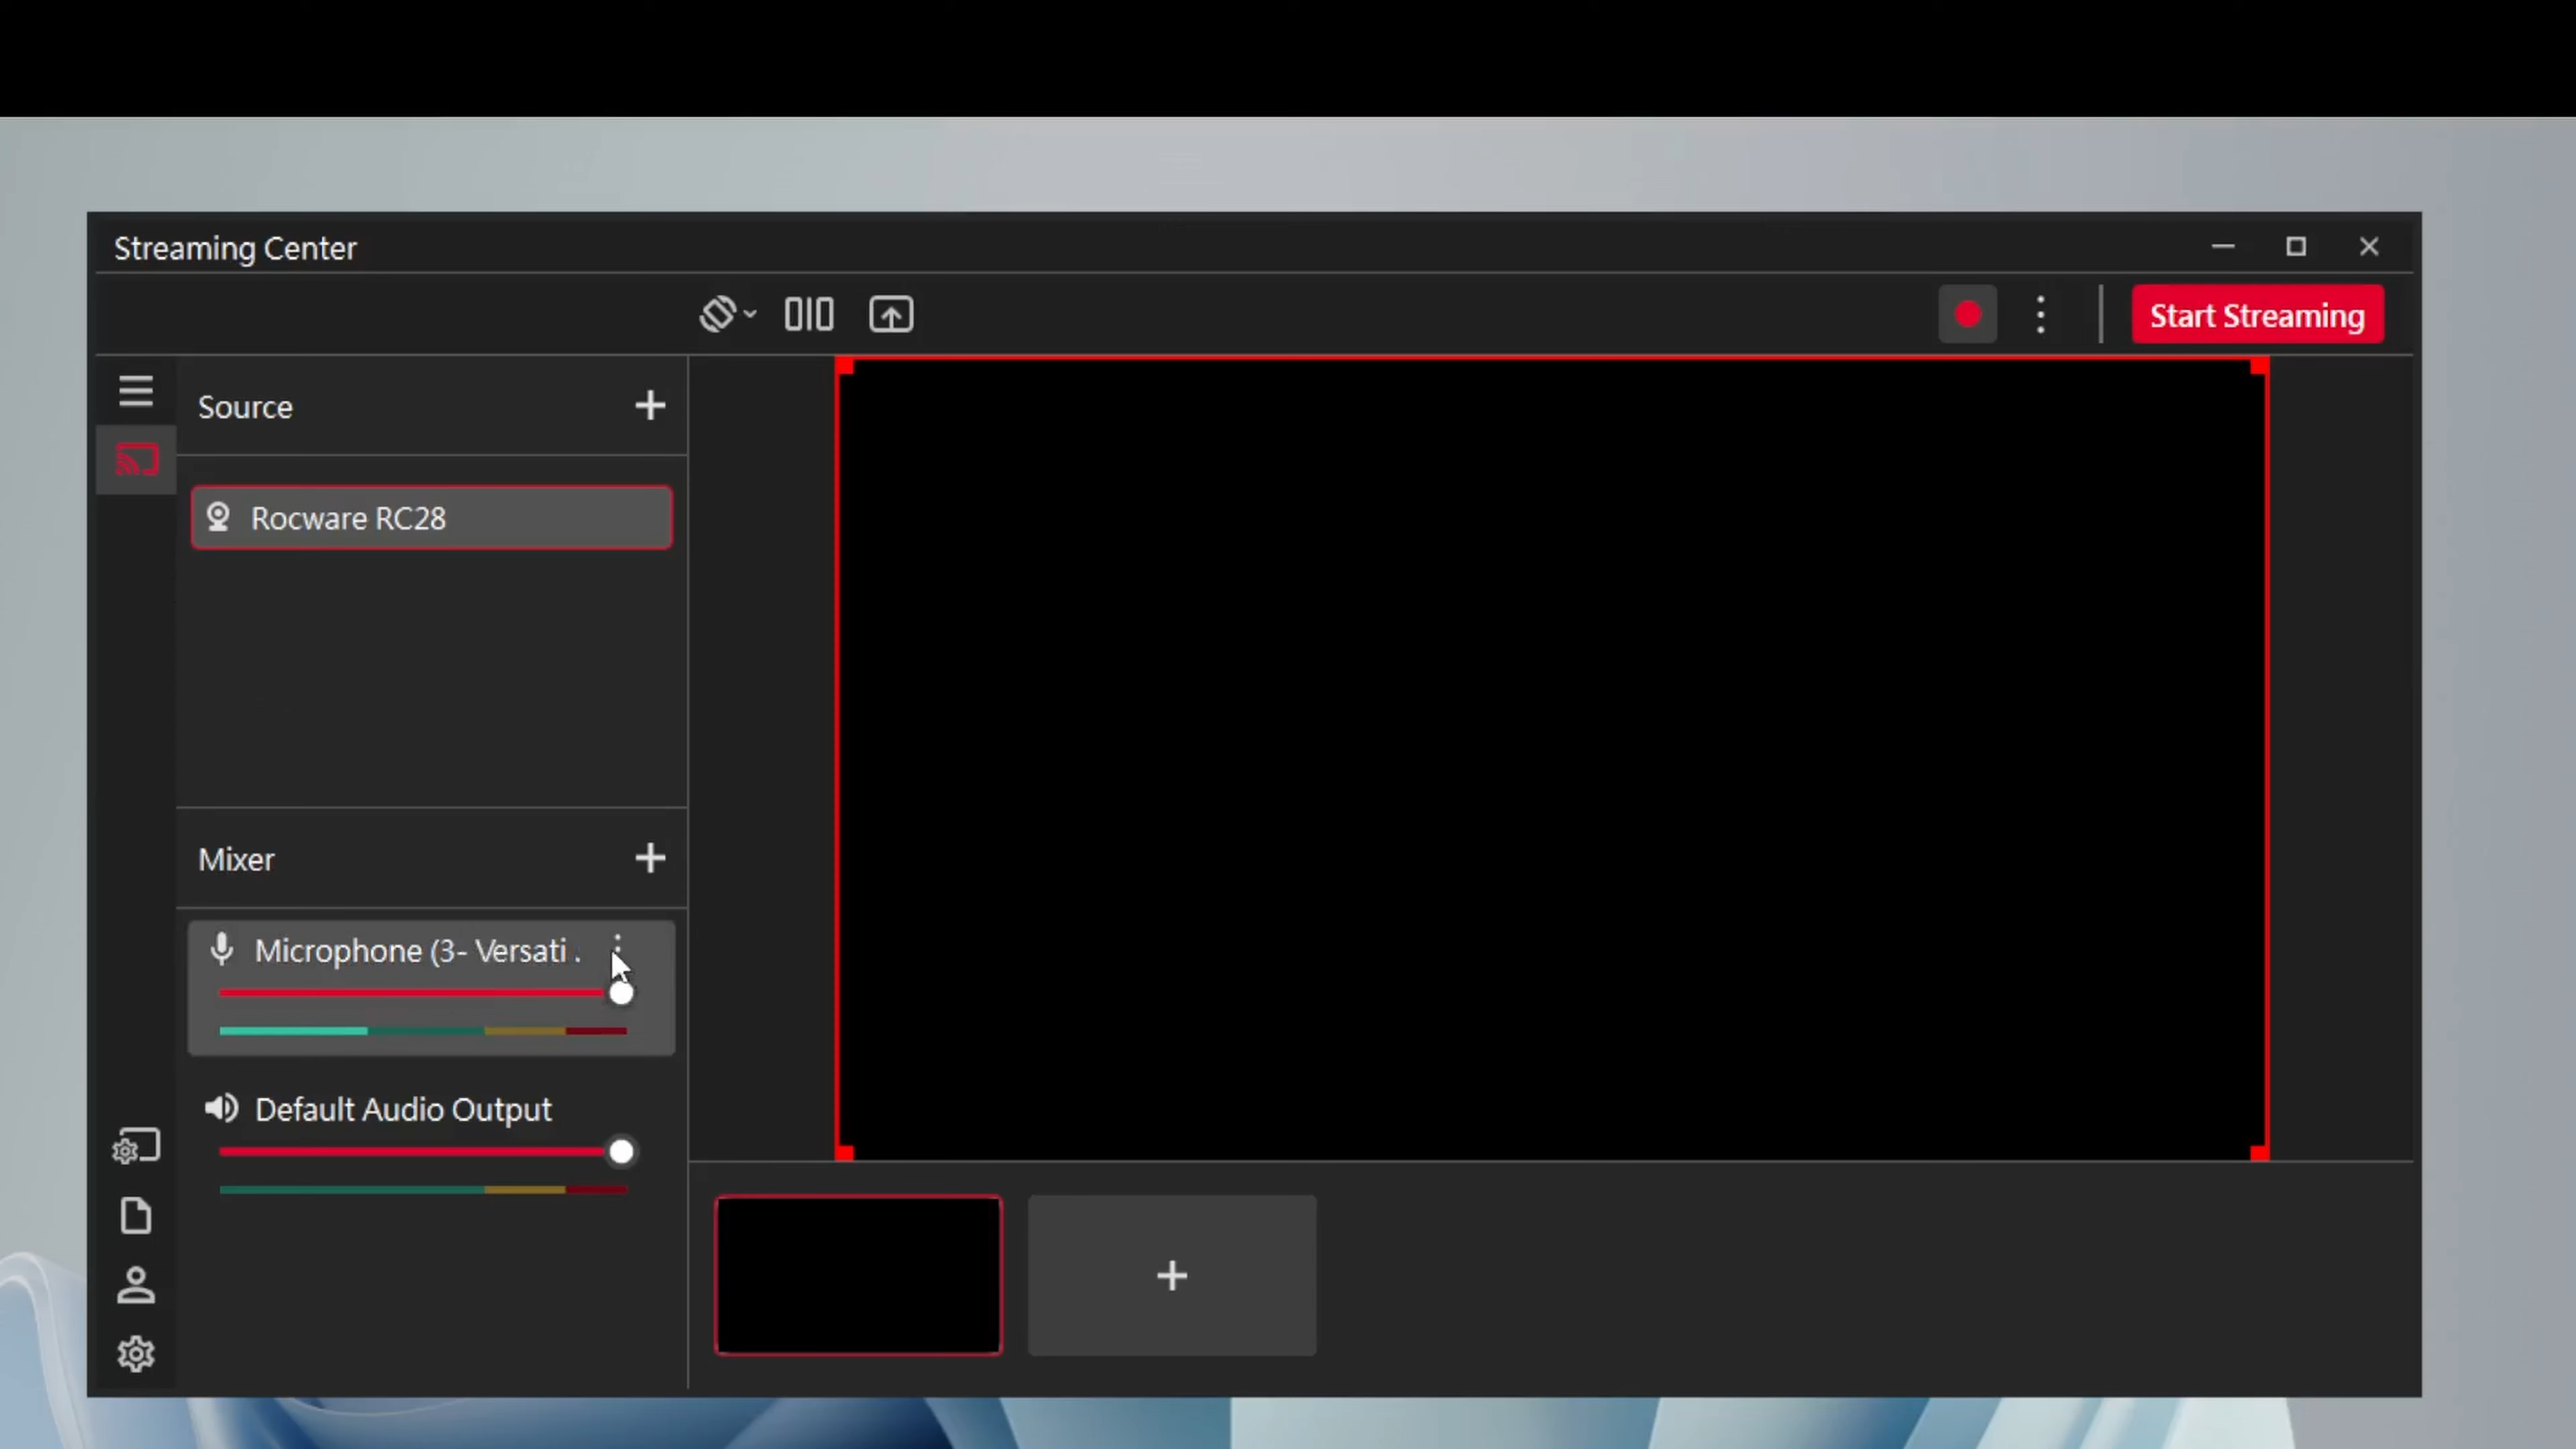 Streaming Center
Start Streaming
Source
Rocware RC28
Mixer
Microphone (3- Versati .
Default Audio Output